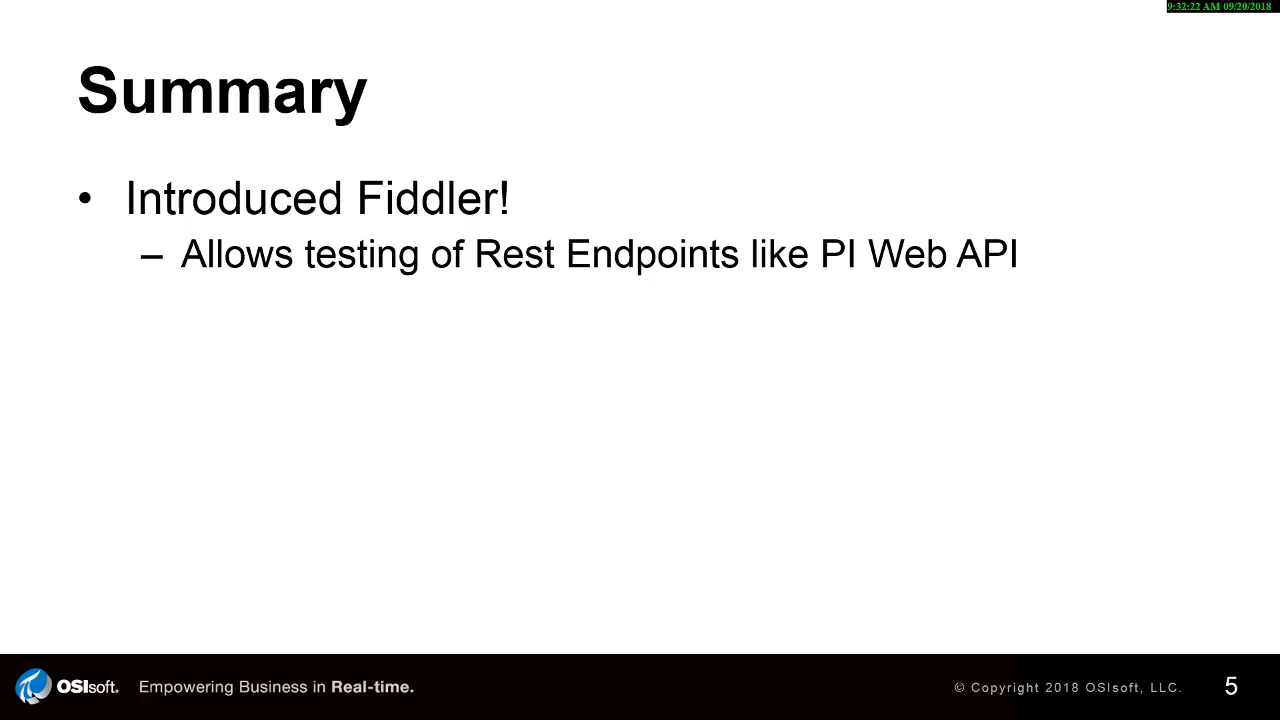 9:32:22 AM 09/20/2018
Summary
• Introduced Fiddler!
– Allows testing of Rest Endpoints like PI Web API
OSIsoft. Empowering Business in Real-time. © Copyright 2018 OSIsoft, LLC. 5